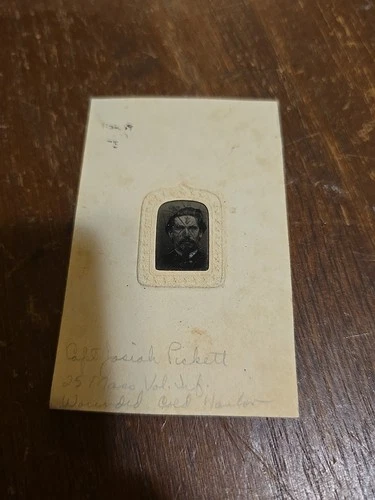 Capt Josiah Pickett
25 Mass Vol. Inf.
Wounded, Cold Harbor